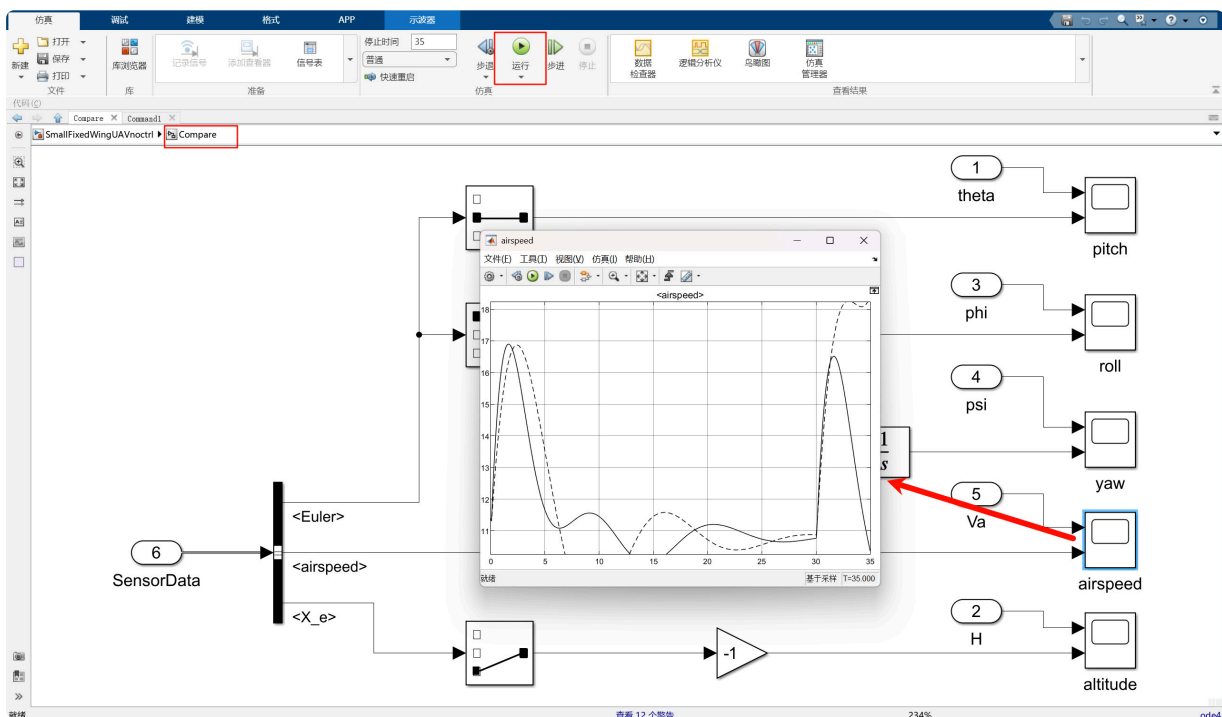 仿真 调试 建模 格式 APP 示波器
新建
打开
保存
打印
文件
库浏览器
库
记录信号
添加查看器
信号表
准备
停止时间 35
普通
快速重启
步退
运行
步进
停止
仿真
数据
检查器
逻辑分析仪
鸟瞰图
仿真
管理器
查看结果
代码(C)
Compare Command1
SmallFixedWingUAVnoctrl Compare
1
theta
pitch
3
phi
roll
4
psi
1
s
yaw
5
Va
airspeed
2
H
altitude
6
SensorData
<Euler>
<airspeed>
<X_e>
-1
airspeed
文件(F) 工具(T) 视图(V) 仿真(I) 帮助(H)
<airspeed>
18
17
16
15
14
13
12
11
0 5 10 15 20 25 30 35
就绪
基于采样 T=35.000
就绪
查看 12 个警告
234%
ode4